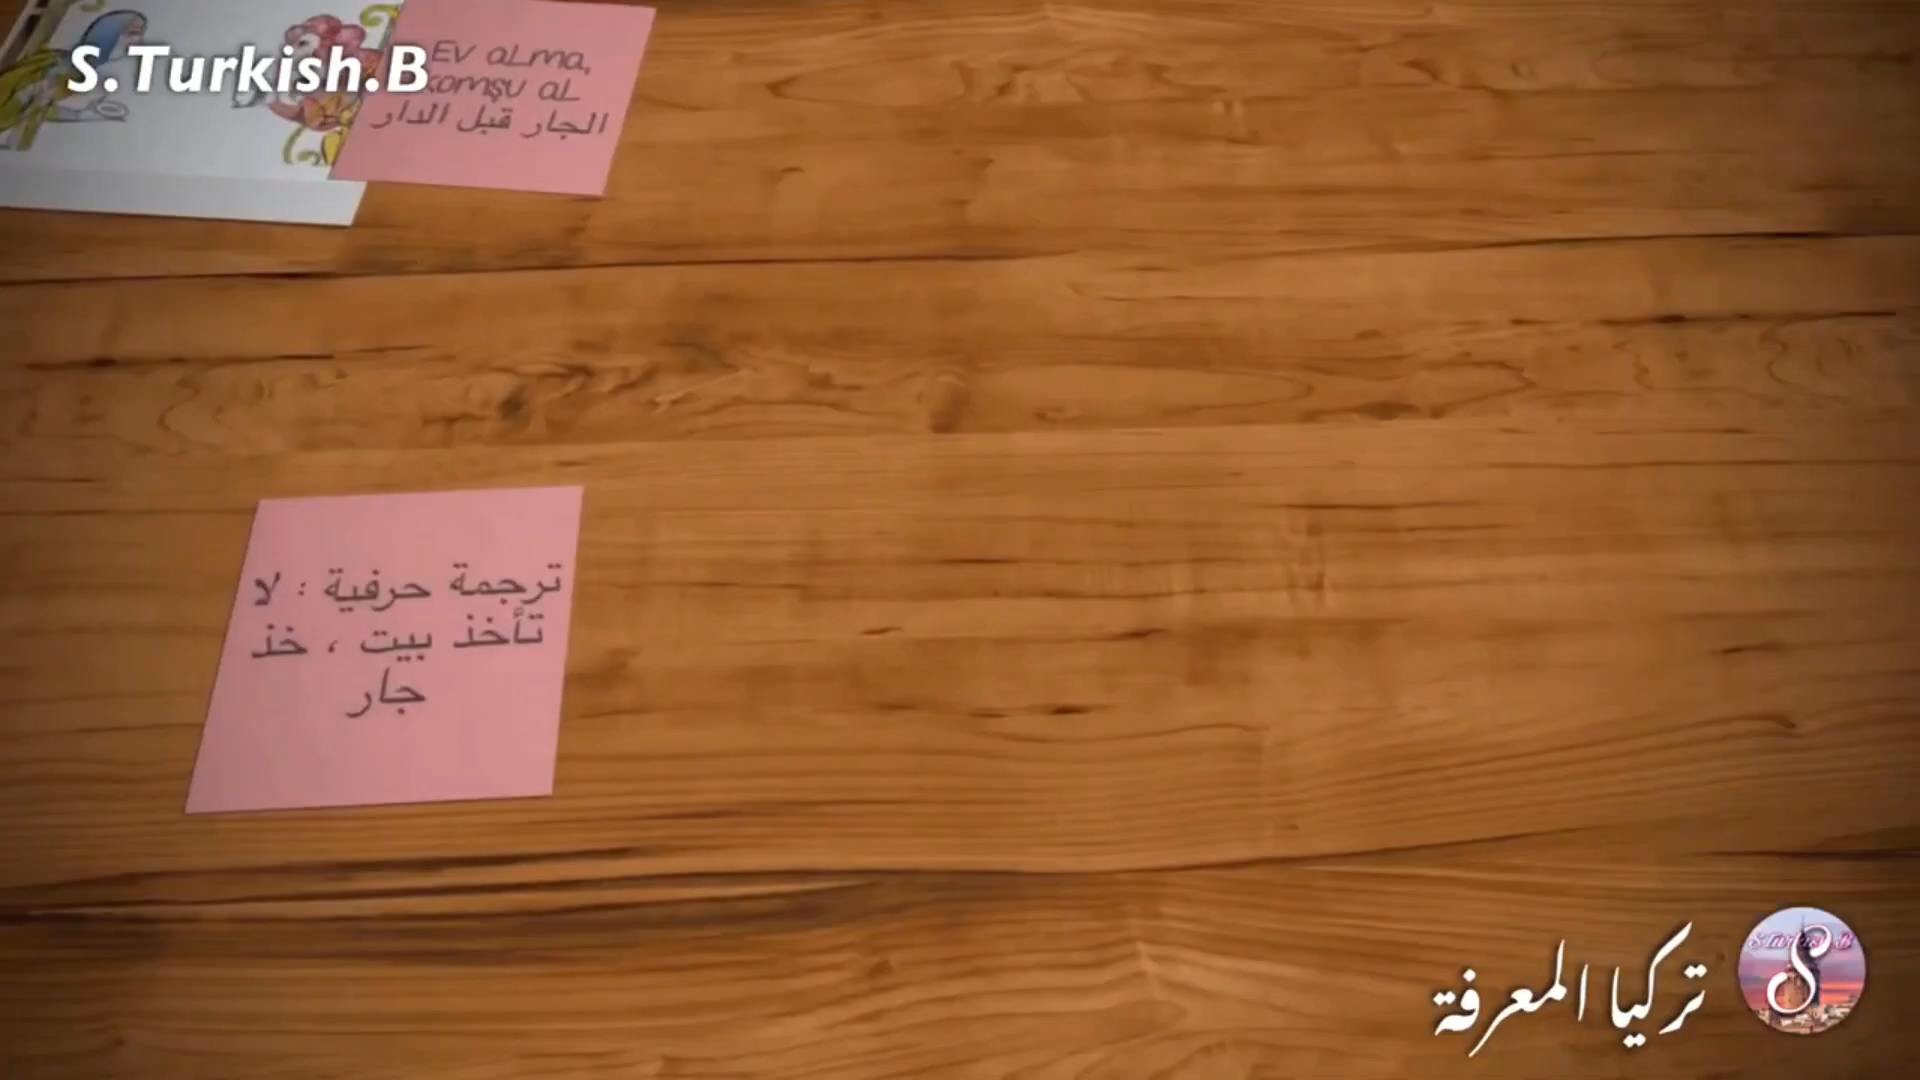 S.Turkish.B
Ev alma,
komşu al
الجار قبل الدار
ترجمة حرفية : لا
تأخذ بيت ، خذ
جار
تركيا المعرفة
S